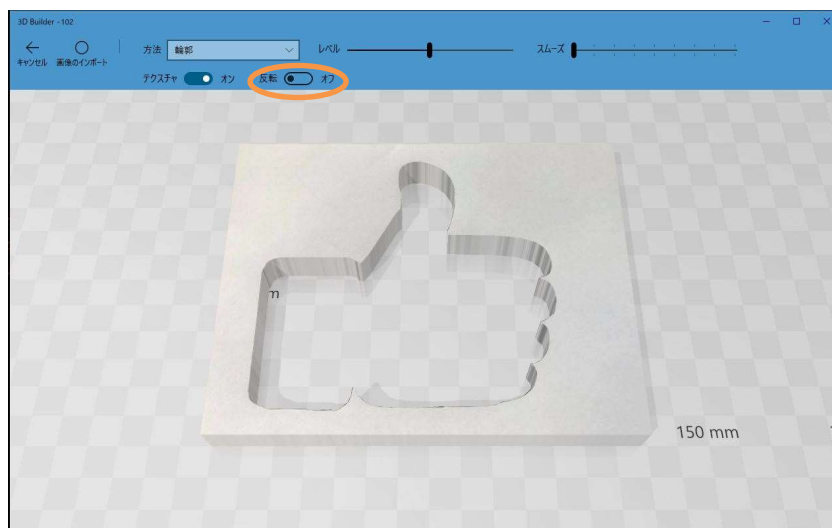 3D Builder - 102
キャンセル 画像のインポート
方法 輪郭 レベル スムーズ
テクスチャ オン 反転 オフ
m
150 mm